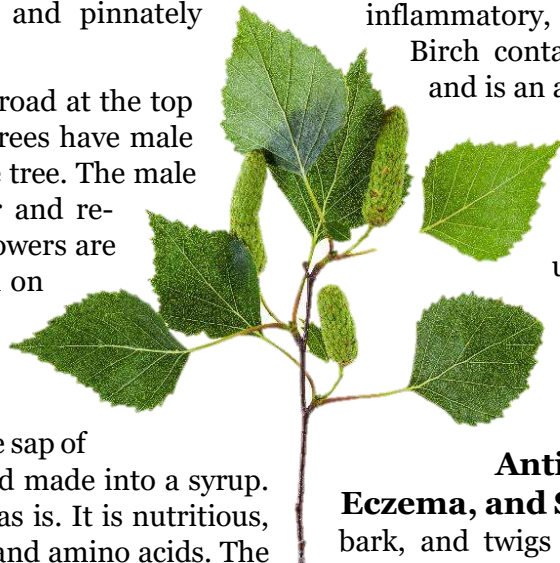 and pinnately
road at the top
rees have male
e tree. The male
and re-
owers are
on
e sap of
d made into a syrup.
as is. It is nutritious,
and amino acids. The
inflammatory,
Birch conta
and is an a
u
Anti
Eczema, and S
bark, and twigs